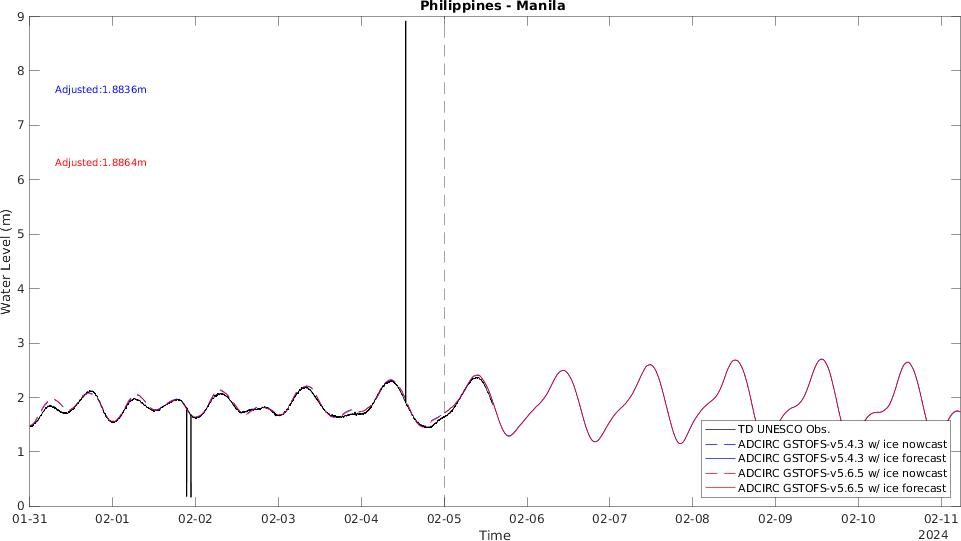 Philippines - Manila
9
8
7
6
5
4
3
2
1
0
Water Level (m)
Adjusted:1.8836m
Adjusted:1.8864m
TD UNESCO Obs.
ADCIRC GSTOFS-v5.4.3 w/ ice nowcast
ADCIRC GSTOFS-v5.4.3 w/ ice forecast
ADCIRC GSTOFS-v5.6.5 w/ ice nowcast
ADCIRC GSTOFS-v5.6.5 w/ ice forecast
01-31 02-01 02-02 02-03 02-04 02-05 02-06 02-07 02-08 02-09 02-10 02-11
Time
2024